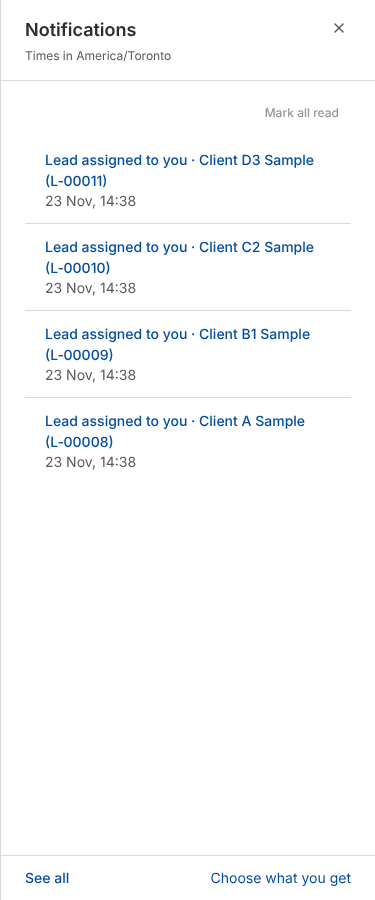 Notifications
Times in America/Toronto
Mark all read
Lead assigned to you · Client D3 Sample
(L-00011)
23 Nov, 14:38
Lead assigned to you · Client C2 Sample
(L-00010)
23 Nov, 14:38
Lead assigned to you · Client B1 Sample
(L-00009)
23 Nov, 14:38
Lead assigned to you · Client A Sample
(L-00008)
23 Nov, 14:38
See all
Choose what you get